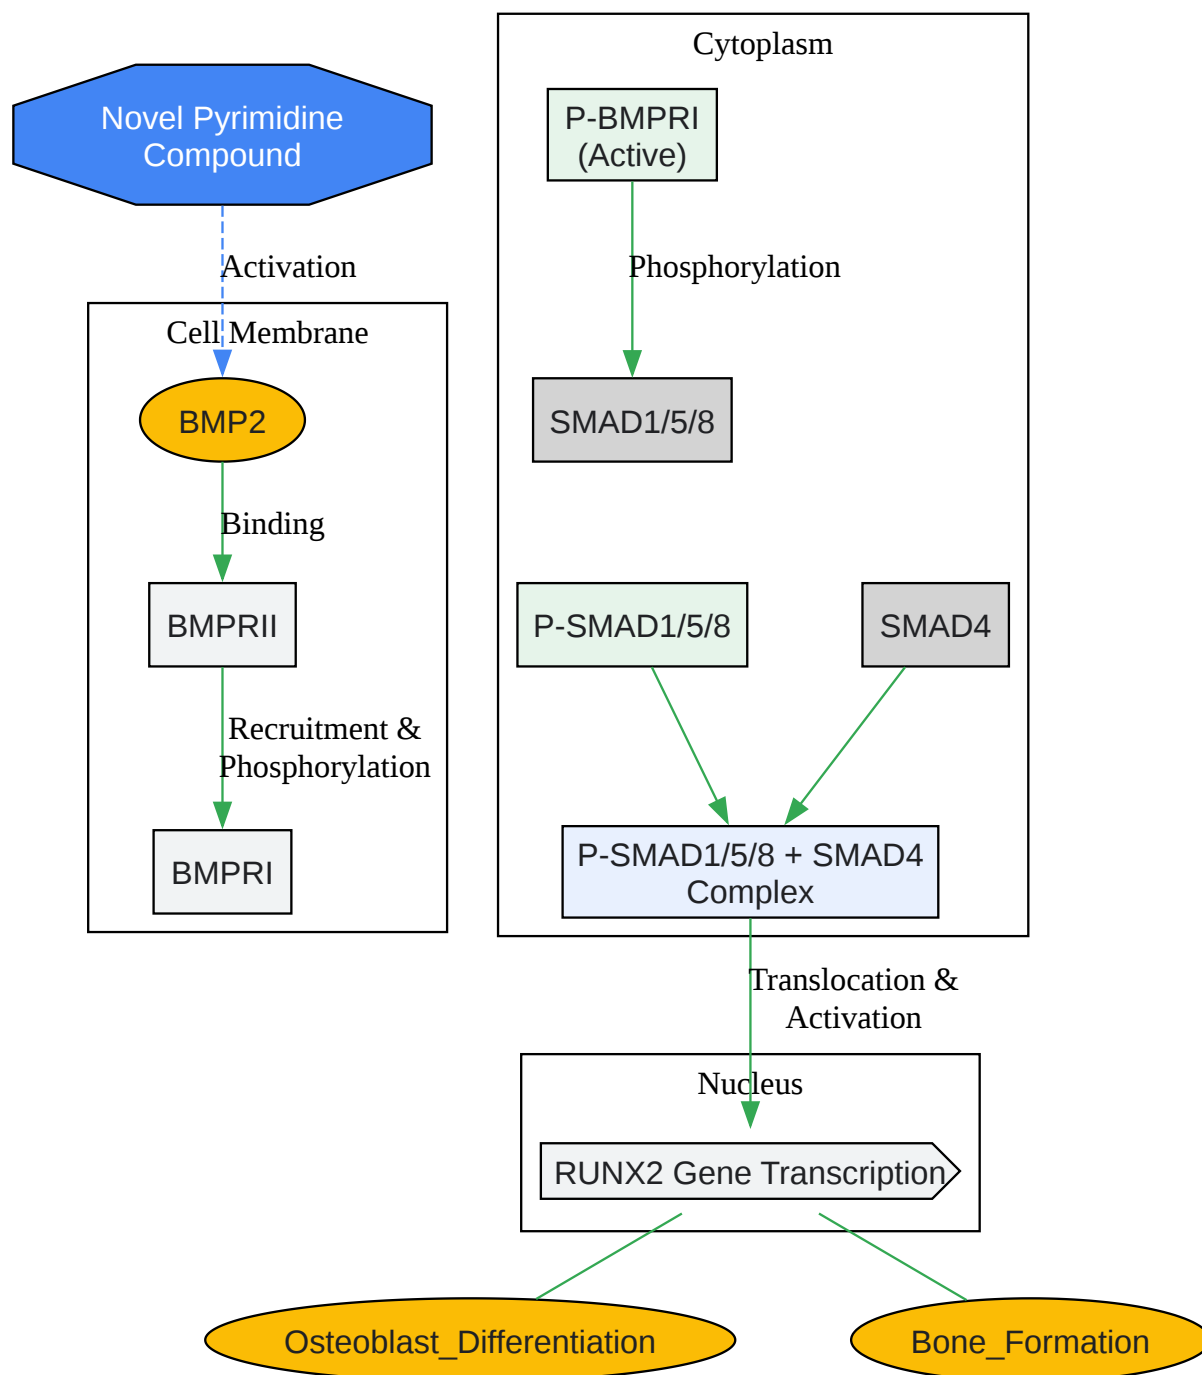 Novel Pyrimidine
Compound
Activation
Cell Membrane
BMP2
Binding
BMPRII
Recruitment &
Phosphorylation
BMPRI
Cytoplasm
P-BMPRI
(Active)
Phosphorylation
SMAD1/5/8
P-SMAD1/5/8
SMAD4
P-SMAD1/5/8 + SMAD4
Complex
Translocation &
Activation
Nucleus
RUNX2 Gene Transcription
Osteoblast_Differentiation
Bone_Formation